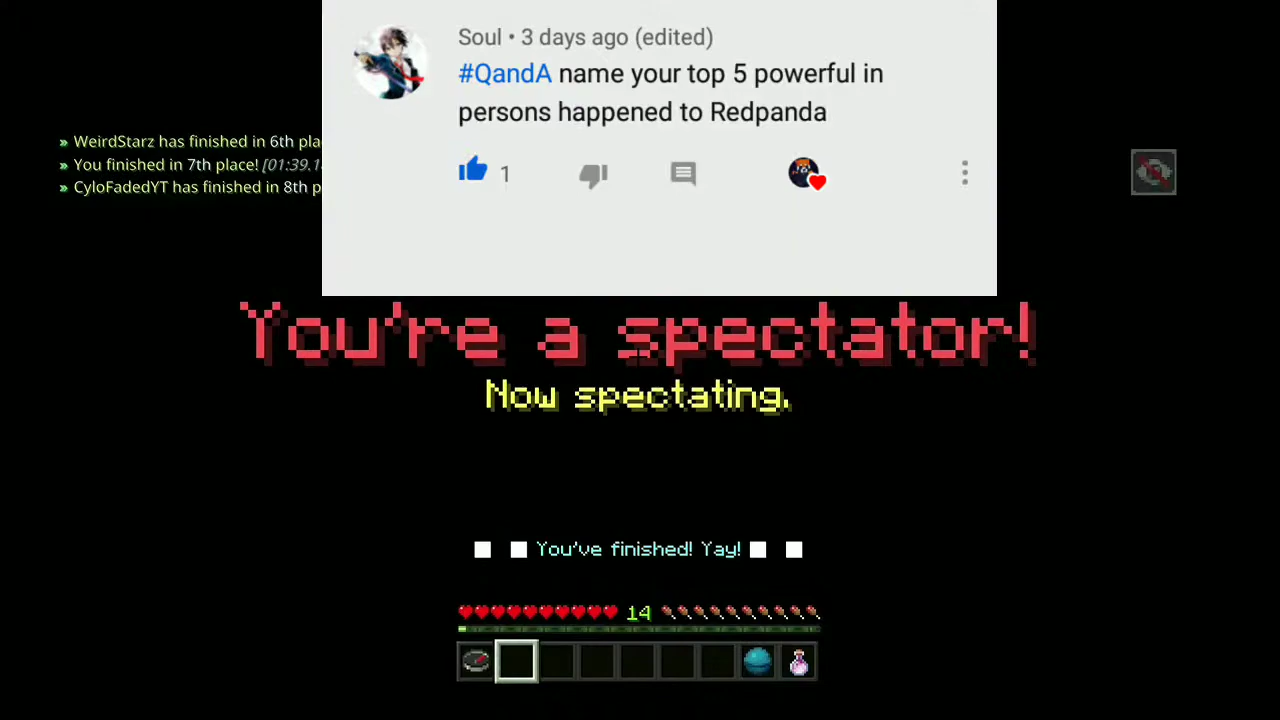 Soul • 3 days ago (edited)
#QandA name your top 5 powerful in
persons happened to Redpanda
1
» WeirdStarz has finished in 6th pla
» You finished in 7th place! [01:39.1
» CyloFadedYT has finished in 8th p
You're a spectator!
Now spectating.
You've finished! Yay!
14